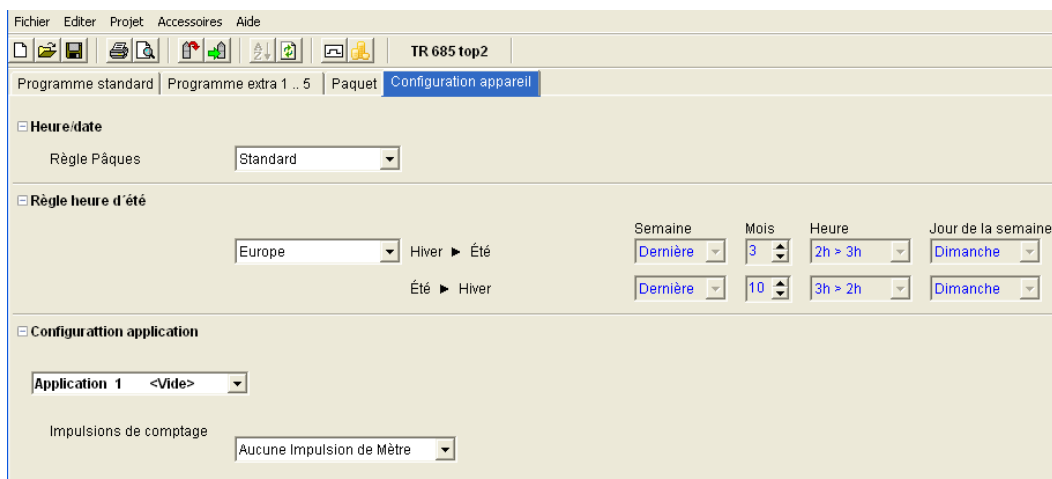 Fichier Editer Projet Accessoires Aide
TR 685 top2
Programme standard Programme extra 1 .. 5 Paquet Configuration appareil
Heure/date
Règle Pâques Standard
Règle heure d´été
Semaine Mois Heure Jour de la semaine
Europe Hiver ► Été Dernière 3 2h > 3h Dimanche
Été ► Hiver Dernière 10 3h > 2h Dimanche
Configurattion application
Application 1 <Vide>
Impulsions de comptage
Aucune Impulsion de Mètre